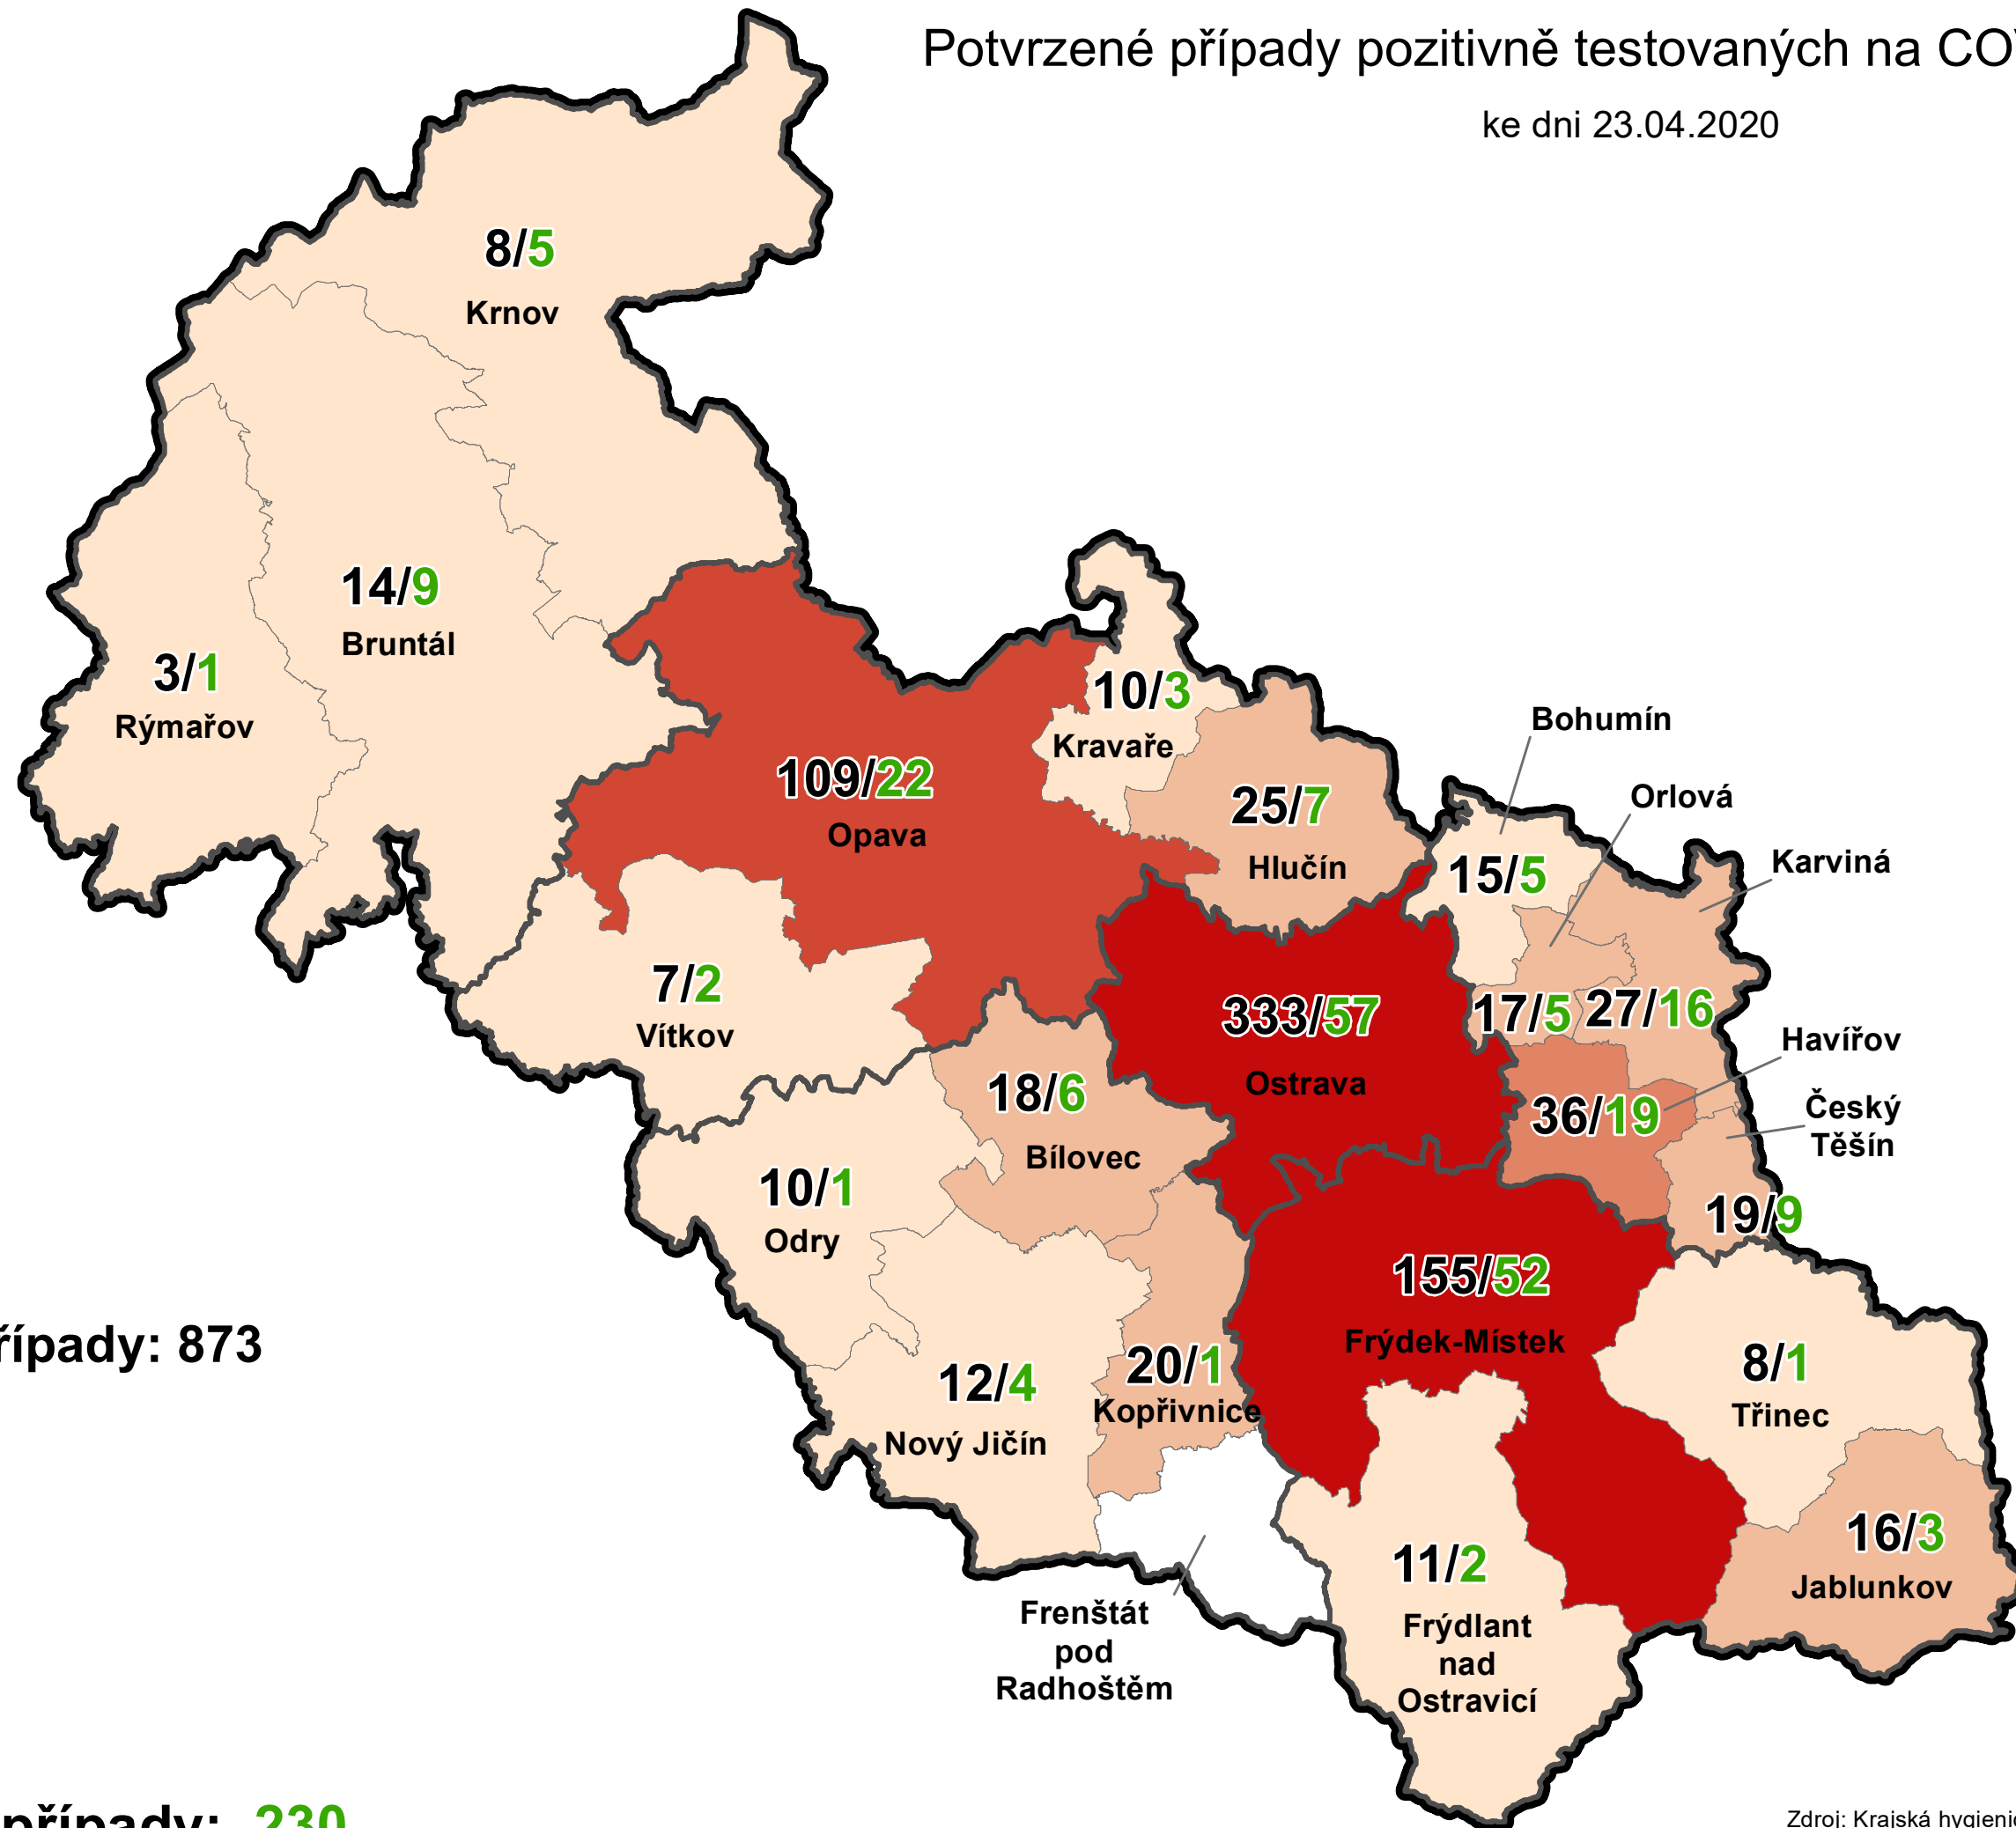 Potvrzené případy pozitivně testovaných na
ke dni 23.04.2020
8/5
Krnov
14/9
Bruntál
3/1
Rýmařov
10/3
Kravaře
109/22
Opava
25/7
Hlučín
Bohumín
15/5
Orlová
Karviná
7/2
Vítkov
333/57
Ostrava
17/5
27/16
Havířov
36/19
Český
Těšín
19/9
18/6
Bílovec
10/1
Odry
155/52
Frýdek-Místek
8/1
Třinec
12/4
Nový Jičín
20/1
Kopřivnice
16/3
Jablunkov
11/2
Frýdlant
nad
Ostravicí
Frenštát
pod
Radhoštěm
873
případy: 230
Zdroj: Krajská